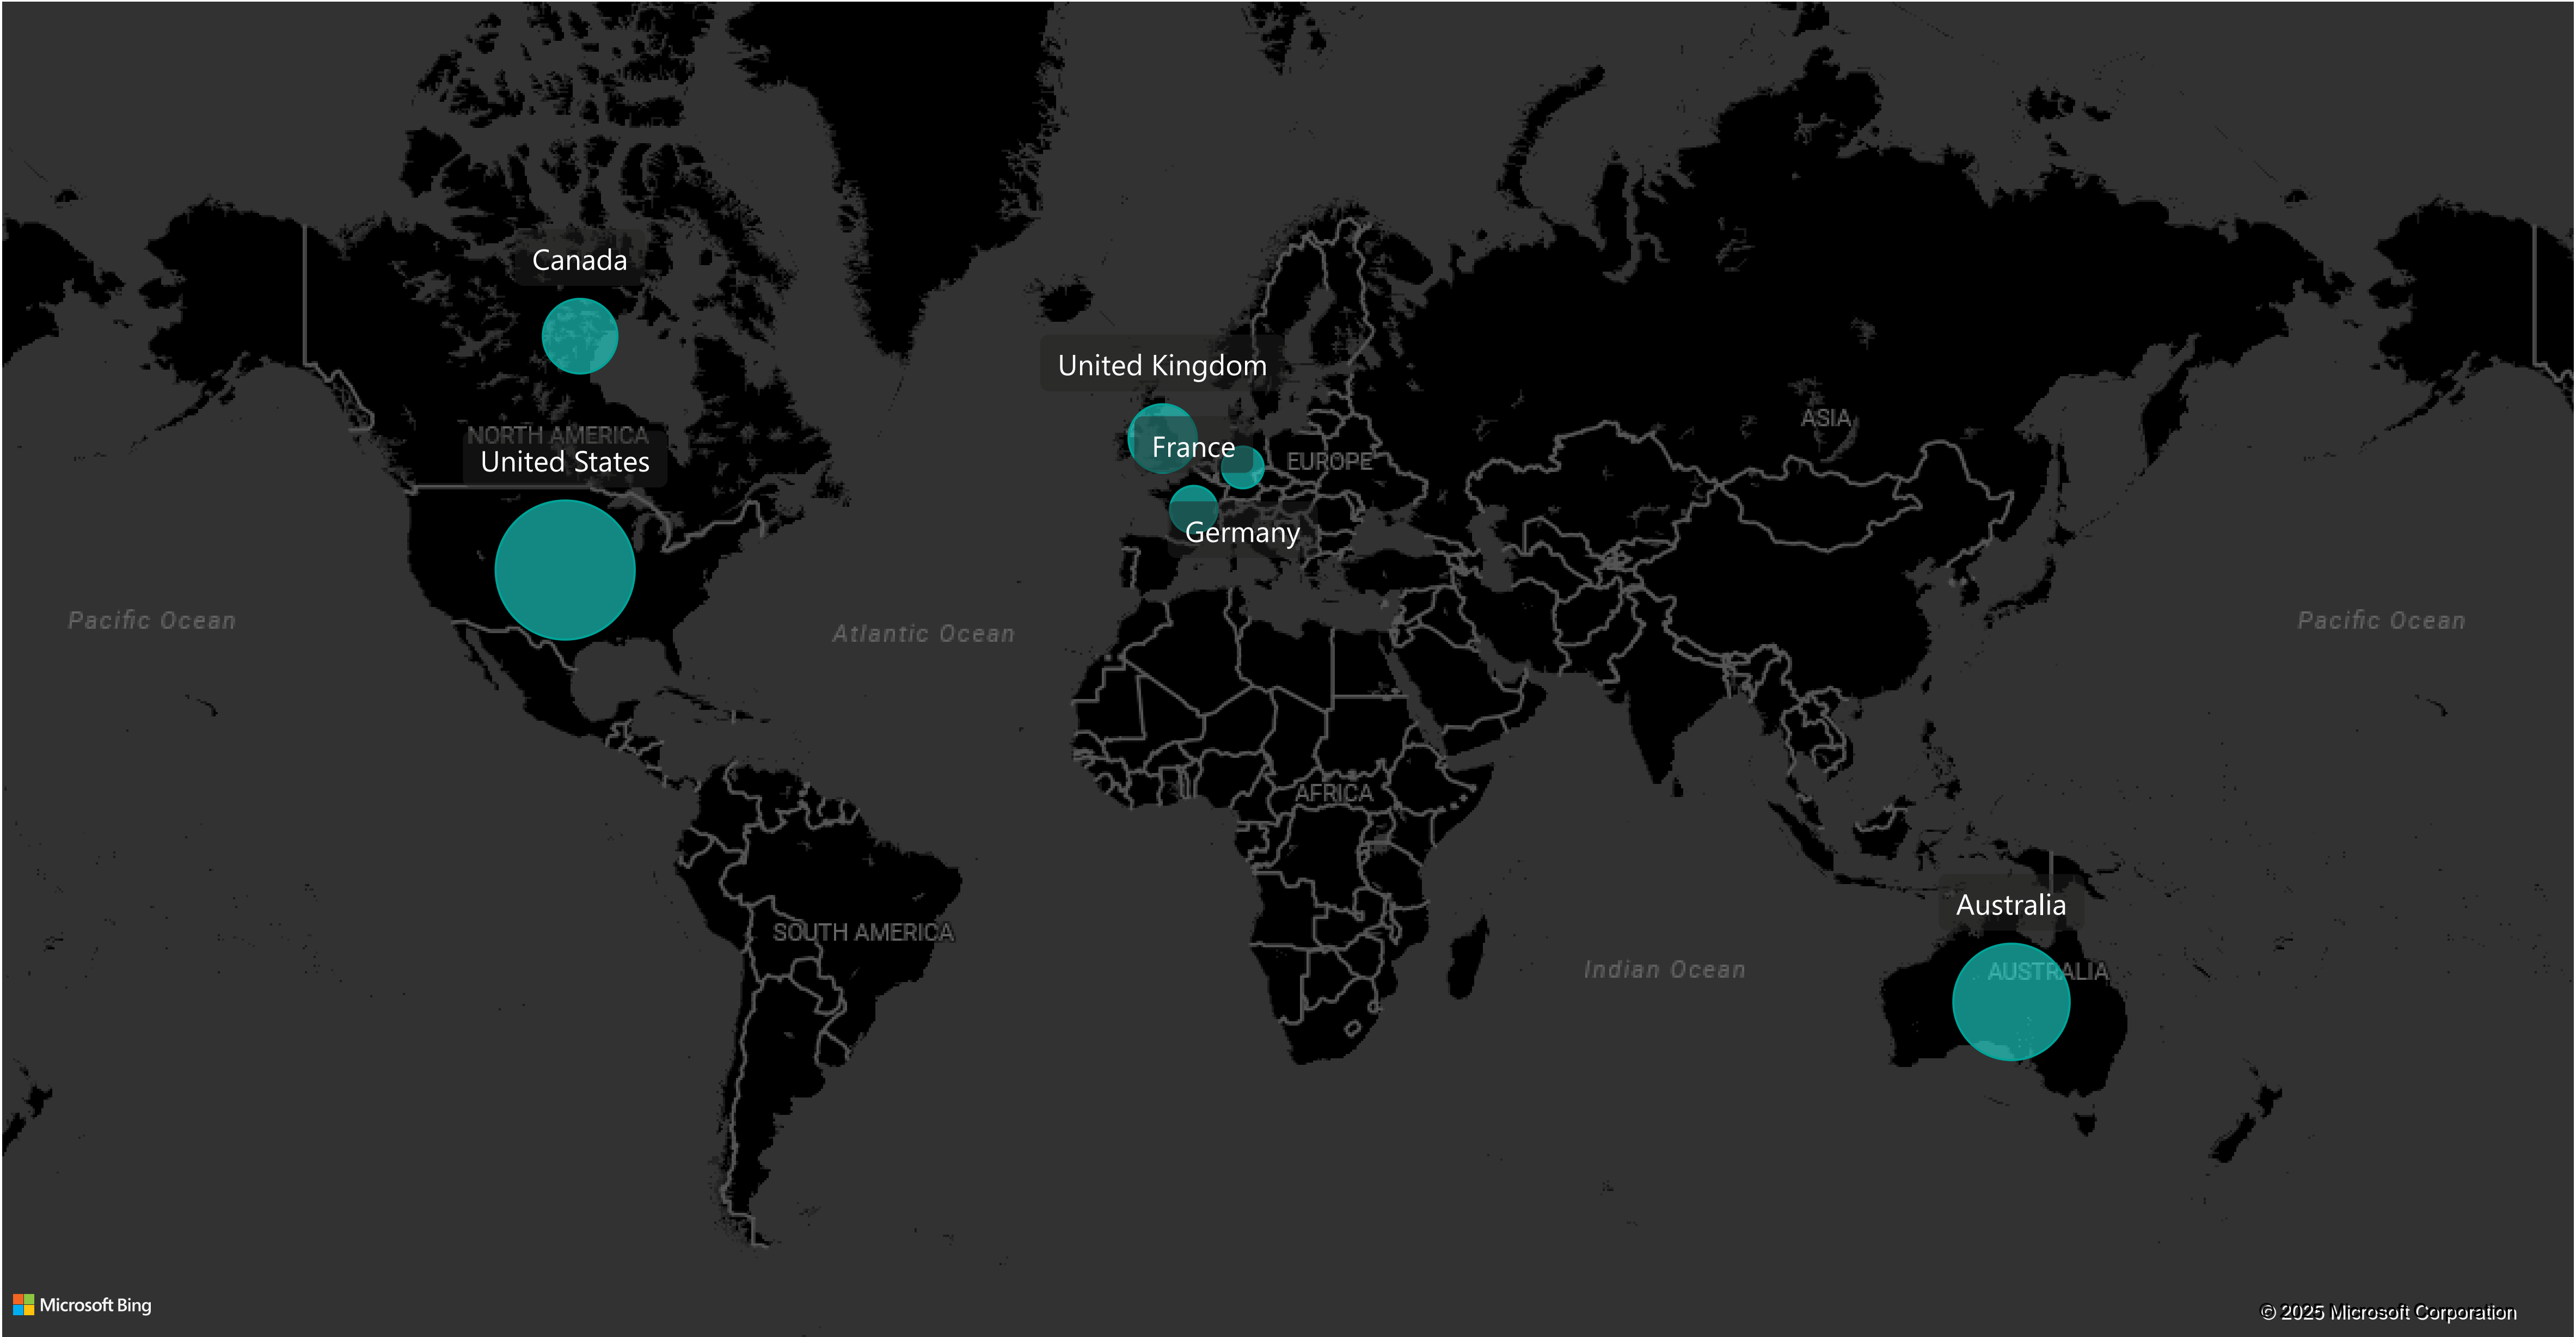 Canada
United Kingdom
ASIA
NORTH AMERICA
France
EUROPE
United States
Germany
Pacific Ocean
Atlantic Ocean
Pacific Ocean
AFRICA
Australia
SOUTH AMERICA
Indian Ocean
AUSTRALIA
Microsoft Bing
© 2025 Microsoft Corporation